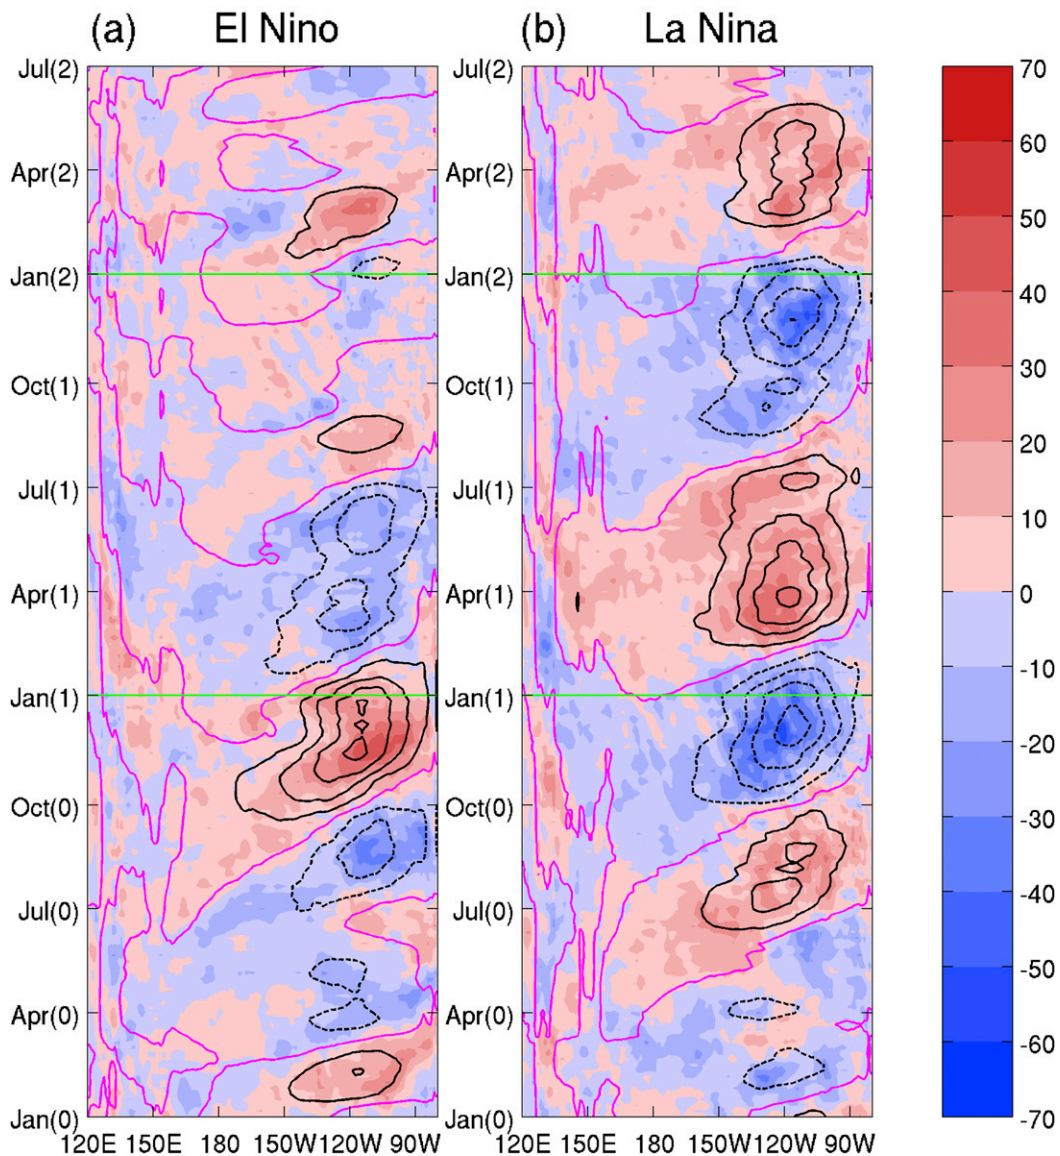 (a) El Nino (b) La Nina
Jul(2) Jul(2) 70
60
Apr(2) Apr(2) 50
40
Jan(2) Jan(2) 30
20
Oct(1) Oct(1)
10
Jul(1) Jul(1)
0
Apr(1) Apr(1)
-10
Jan(1) Jan(1) -20
-30
Oct(0) Oct(0)
-40
Jul(0) Jul(0)
-50
Apr(0) Apr(0)
-60
Jan(0) Jan(0) -70
120E 150E 180 150W 120W 90W 120E 150E 180 150W 120W 90W